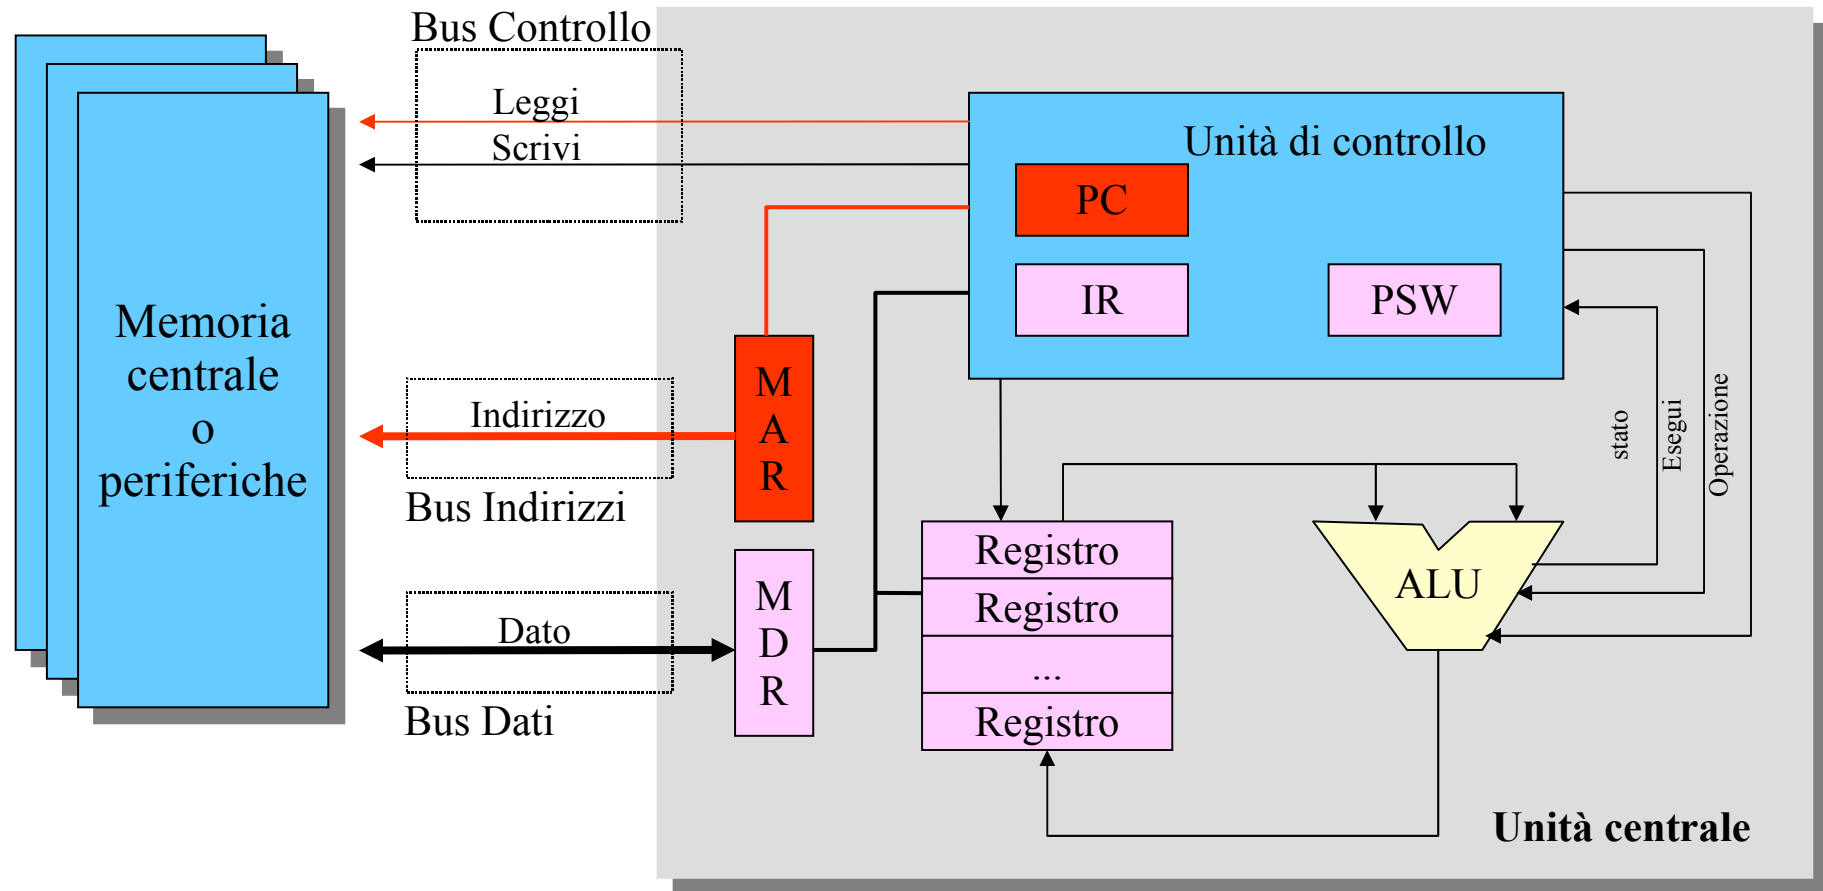 Bus Controllo
Leggi
Scrivi
Unità di controllo
PC
IR
PSW
Memoria
centrale
o
periferiche
Indirizzo
Bus Indirizzi
M
A
R
stato
Esegui
Operazione
Dato
Bus Dati
M
D
R
Registro
Registro
...
Registro
ALU
Unità centrale